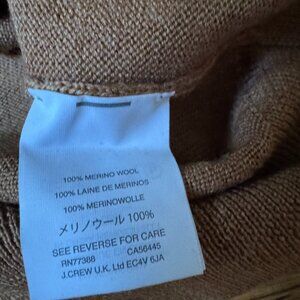 100% MERINO WOOL
100% LAINE DE MERINOS
100% MERINOWOLLE
メリノウール 100%
SEE REVERSE FOR CARE
RN77388 CA56445
J.CREW U.K. Ltd EC4V 6JA